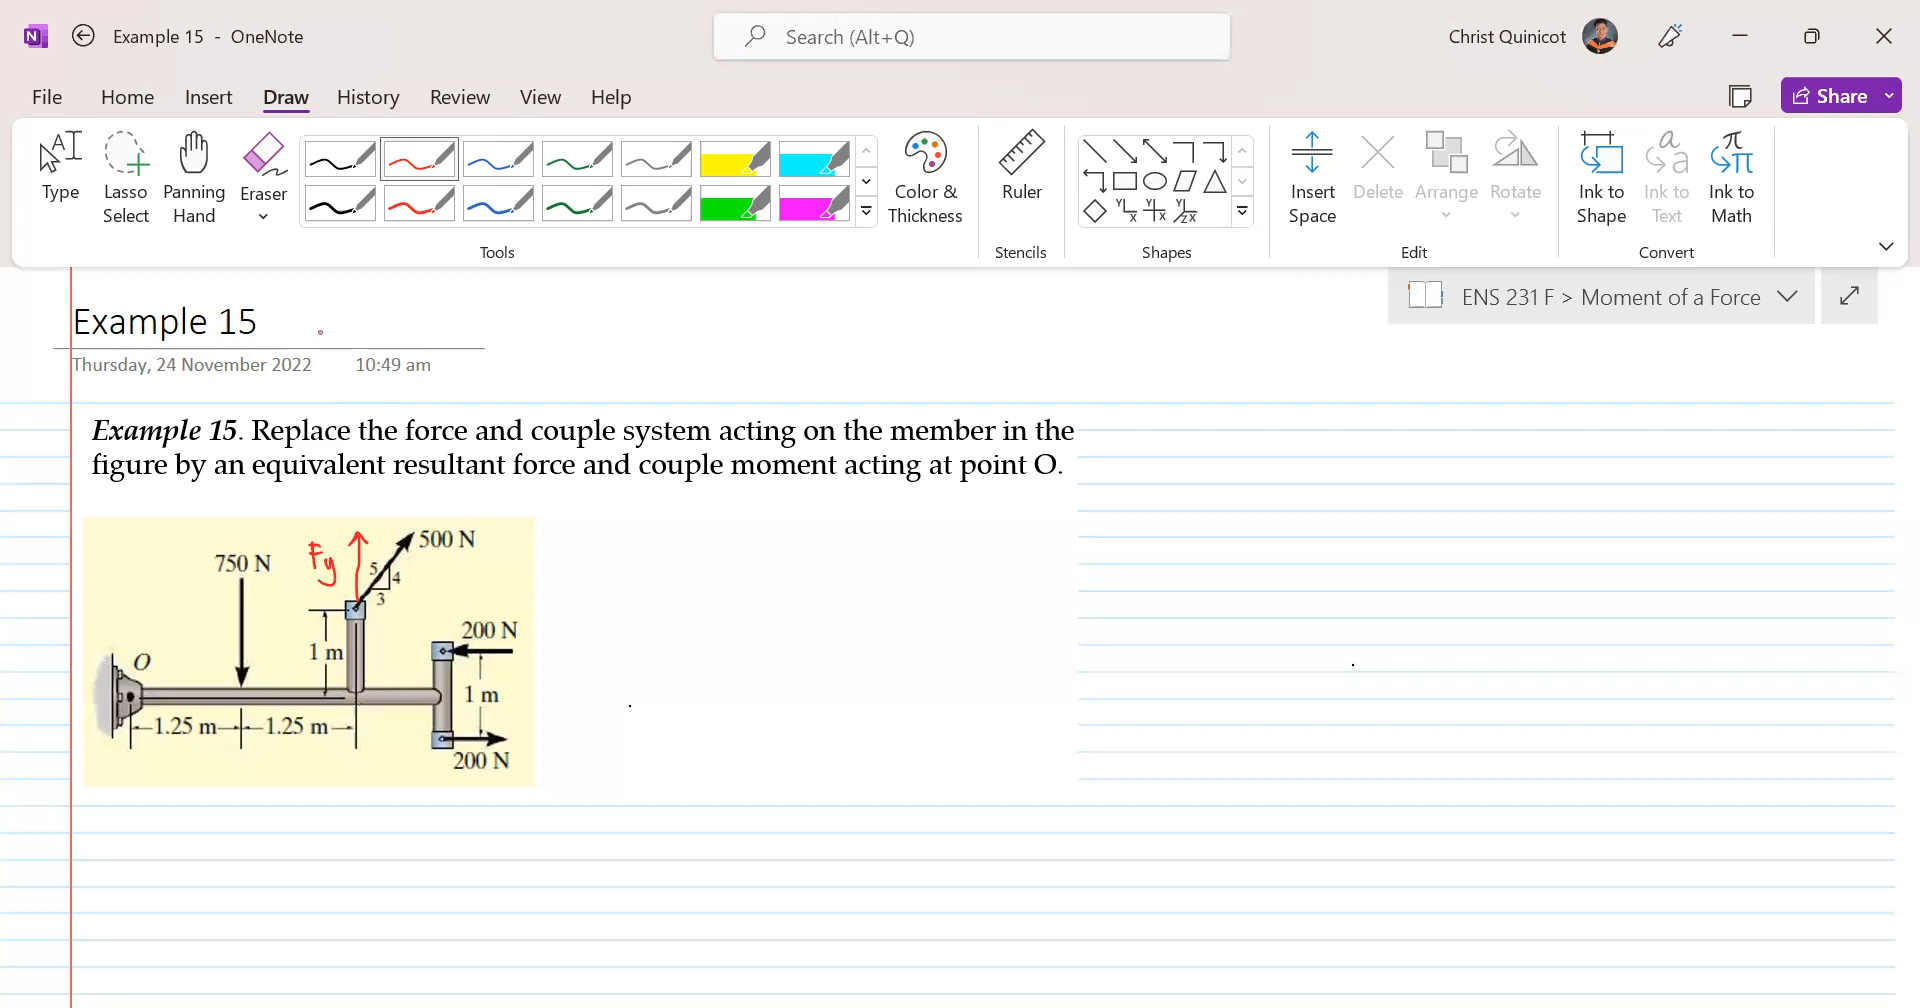 Example 15 - OneNote
Search (Alt+Q)
Christ Quinicot
File Home Insert Draw History Review View Help
Share
Type
Lasso Select
Panning Hand
Eraser
Color & Thickness
Tools
Ruler
Stencils
Shapes
Insert Space
Delete
Arrange
Rotate
Edit
Ink to Shape
Ink to Text
Ink to Math
Convert
ENS 231 F > Moment of a Force
Example 15
Thursday, 24 November 2022 10:49 am
Example 15. Replace the force and couple system acting on the member in the
figure by an equivalent resultant force and couple moment acting at point O.
750 N
Fy
500 N
5
4
3
200 N
O
1 m
1 m
1.25 m
1.25 m
200 N